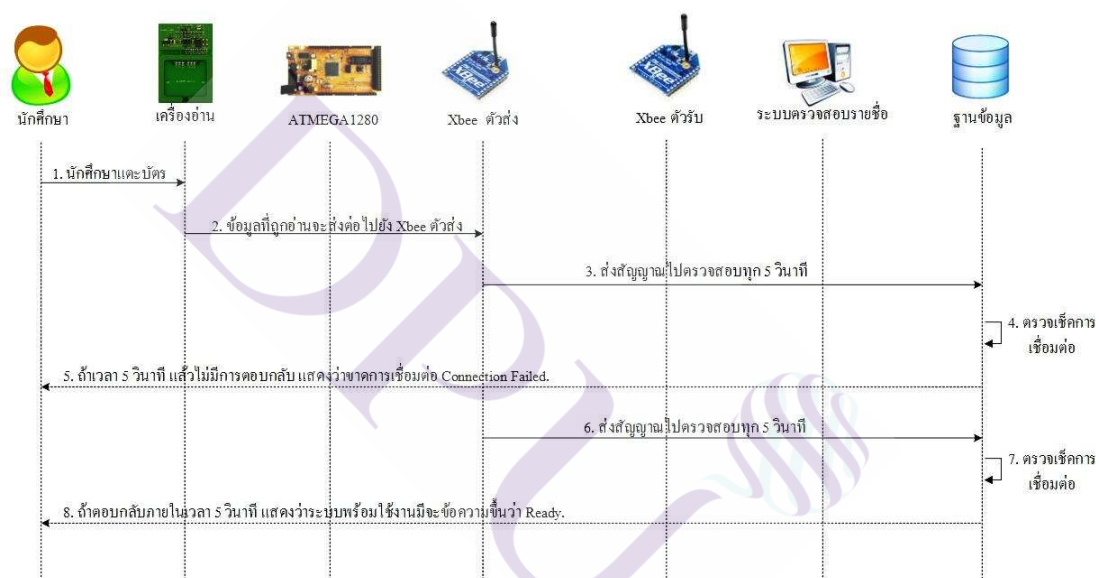 นักศึกษา
เครื่องอ่าน
ATMEGA1280
Xbee ตัวส่ง
Xbee ตัวรับ
ระบบตรวจสอบรายชื่อ
ฐานข้อมูล
XBee
XBee
1. นักศึกษาแตะบัตร
2. ข้อมูลที่ถูกอ่านจะส่งต่อไปยัง Xbee ตัวส่ง
3. ส่งสัญญาณไปตรวจสอบทุก 5 วินาที
4. ตรวจเช็คการ
เชื่อมต่อ
5. ถ้าเวลา 5 วินาที แล้วไม่มีการตอบกลับ แสดงว่าขาดการเชื่อมต่อ Connection Failed.
6. ส่งสัญญาณไปตรวจสอบทุก 5 วินาที
7. ตรวจเช็คการ
เชื่อมต่อ
8. ถ้าตอบกลับภายในเวลา 5 วินาที แสดงว่าระบบพร้อมใช้งานมีจะข้อความขึ้นว่า Ready.
DPU